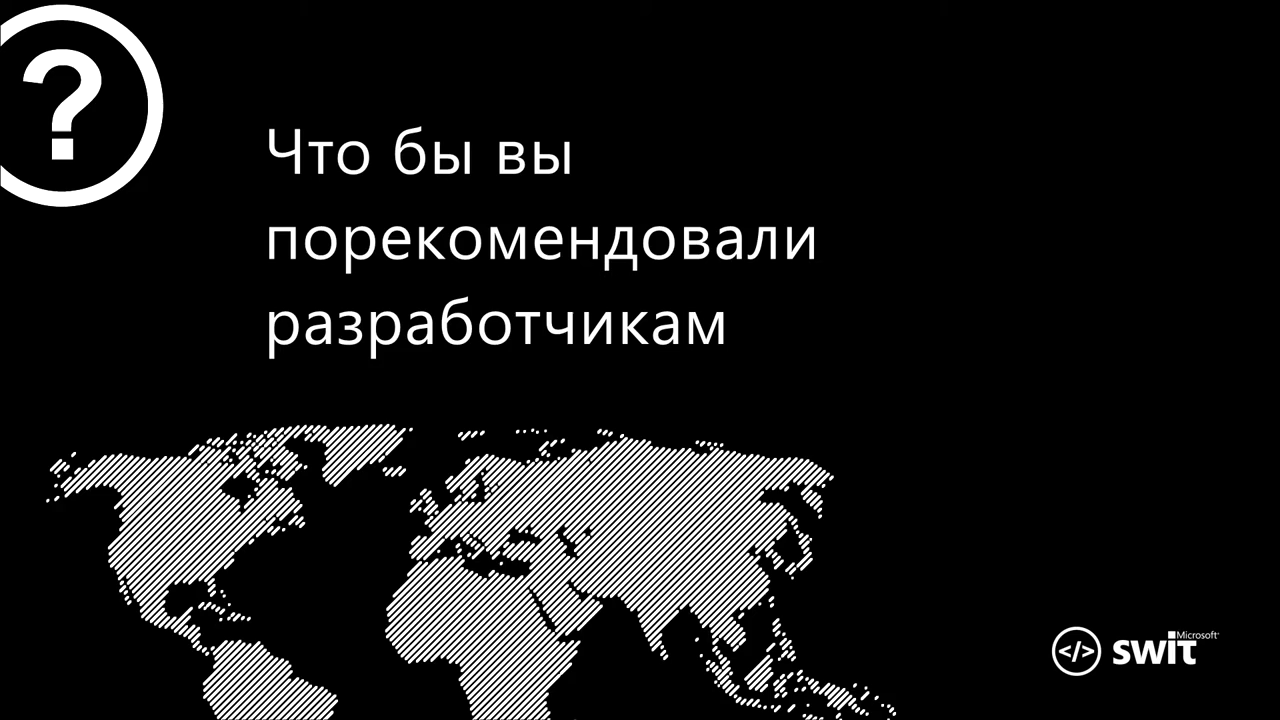 ?
Что бы вы
порекомендовали
разработчикам
</> swit Microsoft